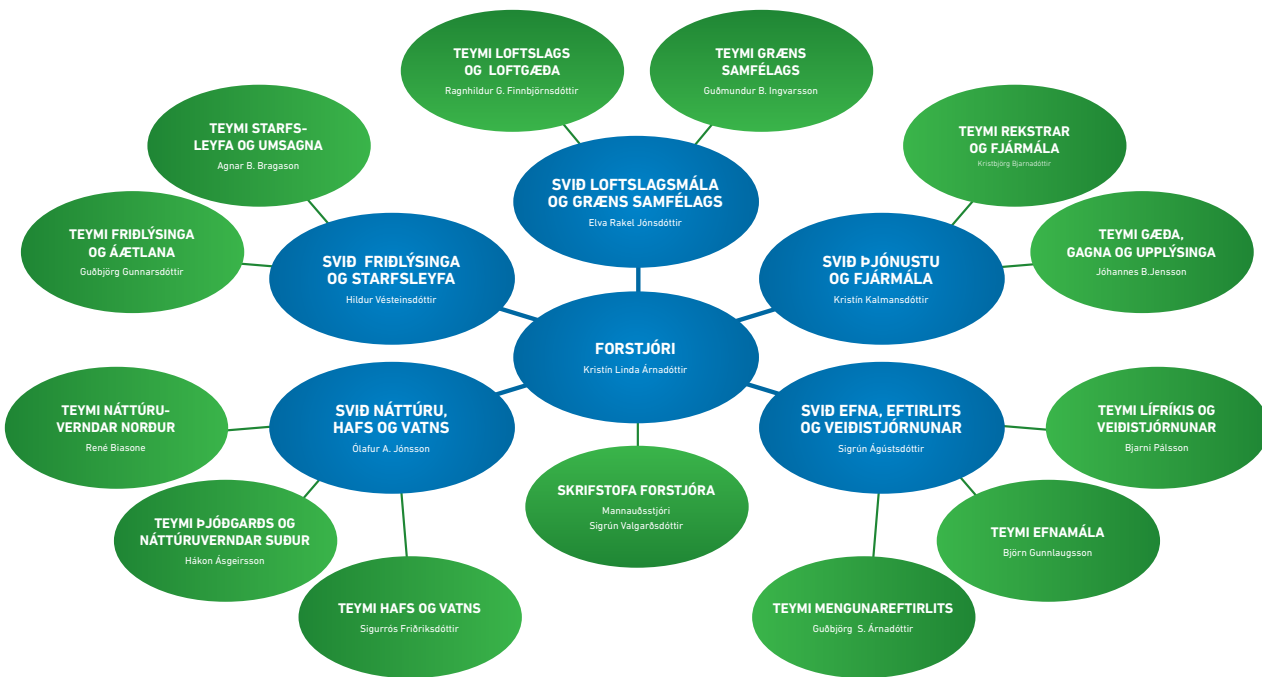 TEYMI LOFTSLAGS
OG LOFTGÆÐA
Ragnhildur G. Finnbjörnsdóttir
TEYMI GRÆNS
SAMFÉLAGS
Guðmundur B. Ingvarsson
TEYMI STARFS-
LEYFA OG UMSAGNA
Agnar B. Bragason
TEYMI REKSTRAR
OG FJÁRMÁLA
Kristbjörg Bjarnadóttir
SVIÐ LOFTSLAGSMÁLA
OG GRÆNS SAMFÉLAGS
Elva Rakel Jónsdóttir
TEYMI FRIÐLÝSINGA
OG ÁÆTLANA
Guðbjörg Gunnarsdóttir
TEYMI GÆÐA,
GAGNA OG UPPLÝSINGA
Jóhannes B.Jensson
SVIÐ FRIÐLÝSINGA
OG STARFSLEYFA
Hildur Vésteinsdóttir
SVIÐ ÞJÓNUSTU
OG FJÁRMÁLA
Kristín Kalmansdóttir
FORSTJÓRI
Kristín Linda Árnadóttir
TEYMI NÁTTÚRU-
VERNDAR NORÐUR
René Biasone
SVIÐ NÁTTÚRU,
HAFS OG VATNS
Ólafur A. Jónsson
SVIÐ EFNA, EFTIRLITS
OG VEIÐISTJÓRNUNAR
Sigrún Ágústsdóttir
TEYMI LÍFRÍKIS OG
VEIÐISTJÓRNUNAR
Bjarni Pálsson
SKRIFSTOFA FORSTJÓRA
Mannauðsstjóri
Sigrún Valgarðsdóttir
TEYMI ÞJÓÐGARÐS OG
NÁTTÚRUVERNDAR SUÐUR
Hákon Ásgeirsson
TEYMI EFNAMÁLA
Björn Gunnlaugsson
TEYMI HAFS OG VATNS
Sigurrós Friðriksdóttir
TEYMI MENGUNAREFTIRLITS
Guðbjörg S. Árnadóttir